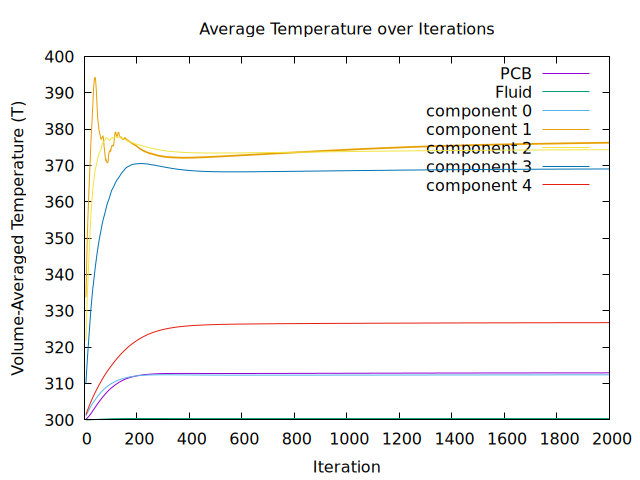 Average Temperature over Iterations
400
390
380
370
360
350
340
330
320
310
300
Volume-Averaged Temperature (T)
PCB
Fluid
component 0
component 1
component 2
component 3
component 4
0 200 400 600 800 1000 1200 1400 1600 1800 2000
Iteration